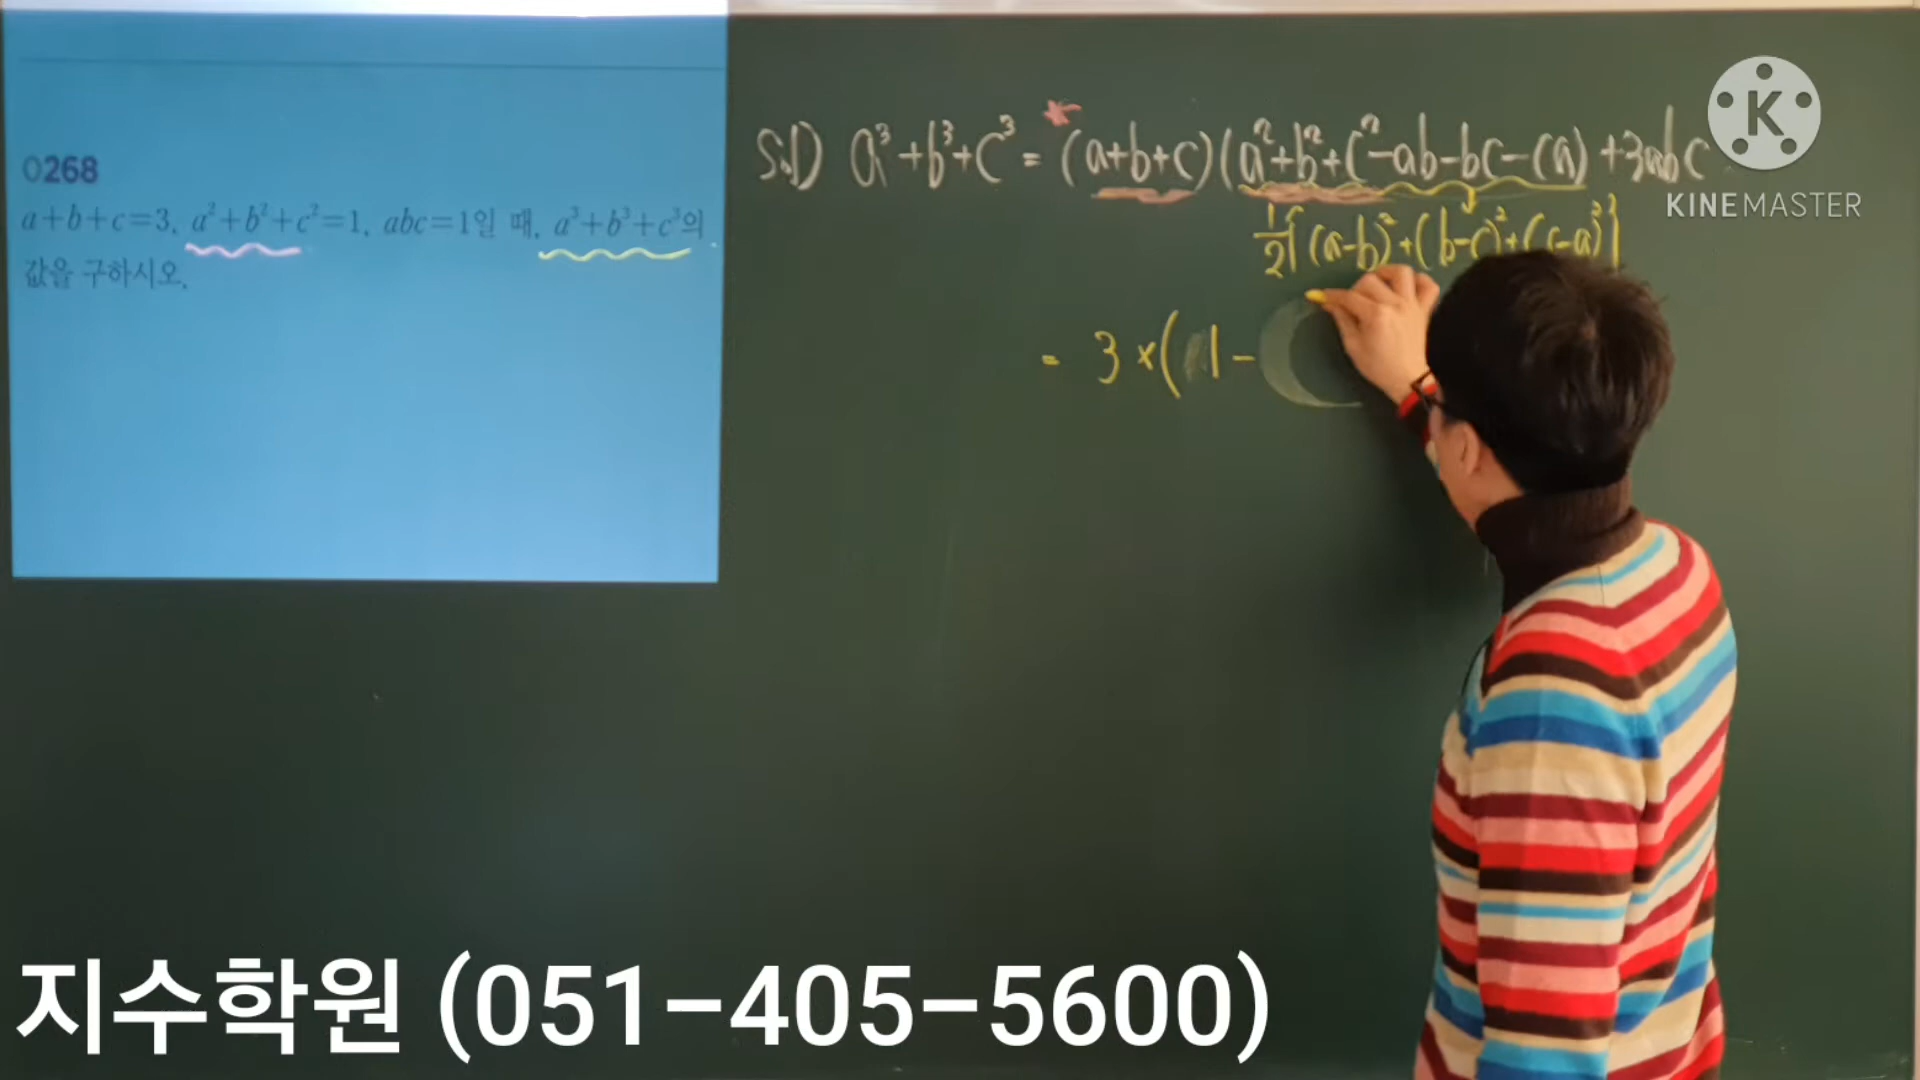 0268
a+b+c=3, a²+b²+c²=1, abc=1일 때, a³+b³+c³의
값을 구하시오.
S.D) a³+b³+c³ = (a+b+c)(a²+b²+c²-ab-bc-ca)+3abc
1/2{(a-b)²+(b-c)²+(c-a)²}
= 3×( 1 -
K
KINEMASTER
지수학원 (051-405-5600)